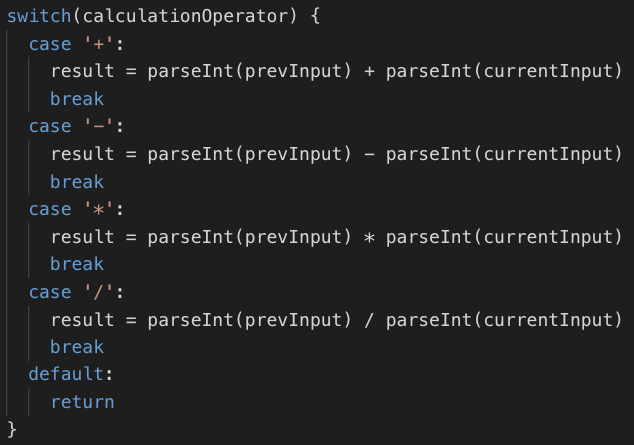 switch(calculationOperator) {
  case '+':
    result = parseInt(prevInput) + parseInt(currentInput)
    break
  case '-':
    result = parseInt(prevInput) - parseInt(currentInput)
    break
  case '*':
    result = parseInt(prevInput) * parseInt(currentInput)
    break
  case '/':
    result = parseInt(prevInput) / parseInt(currentInput)
    break
  default:
    return
}